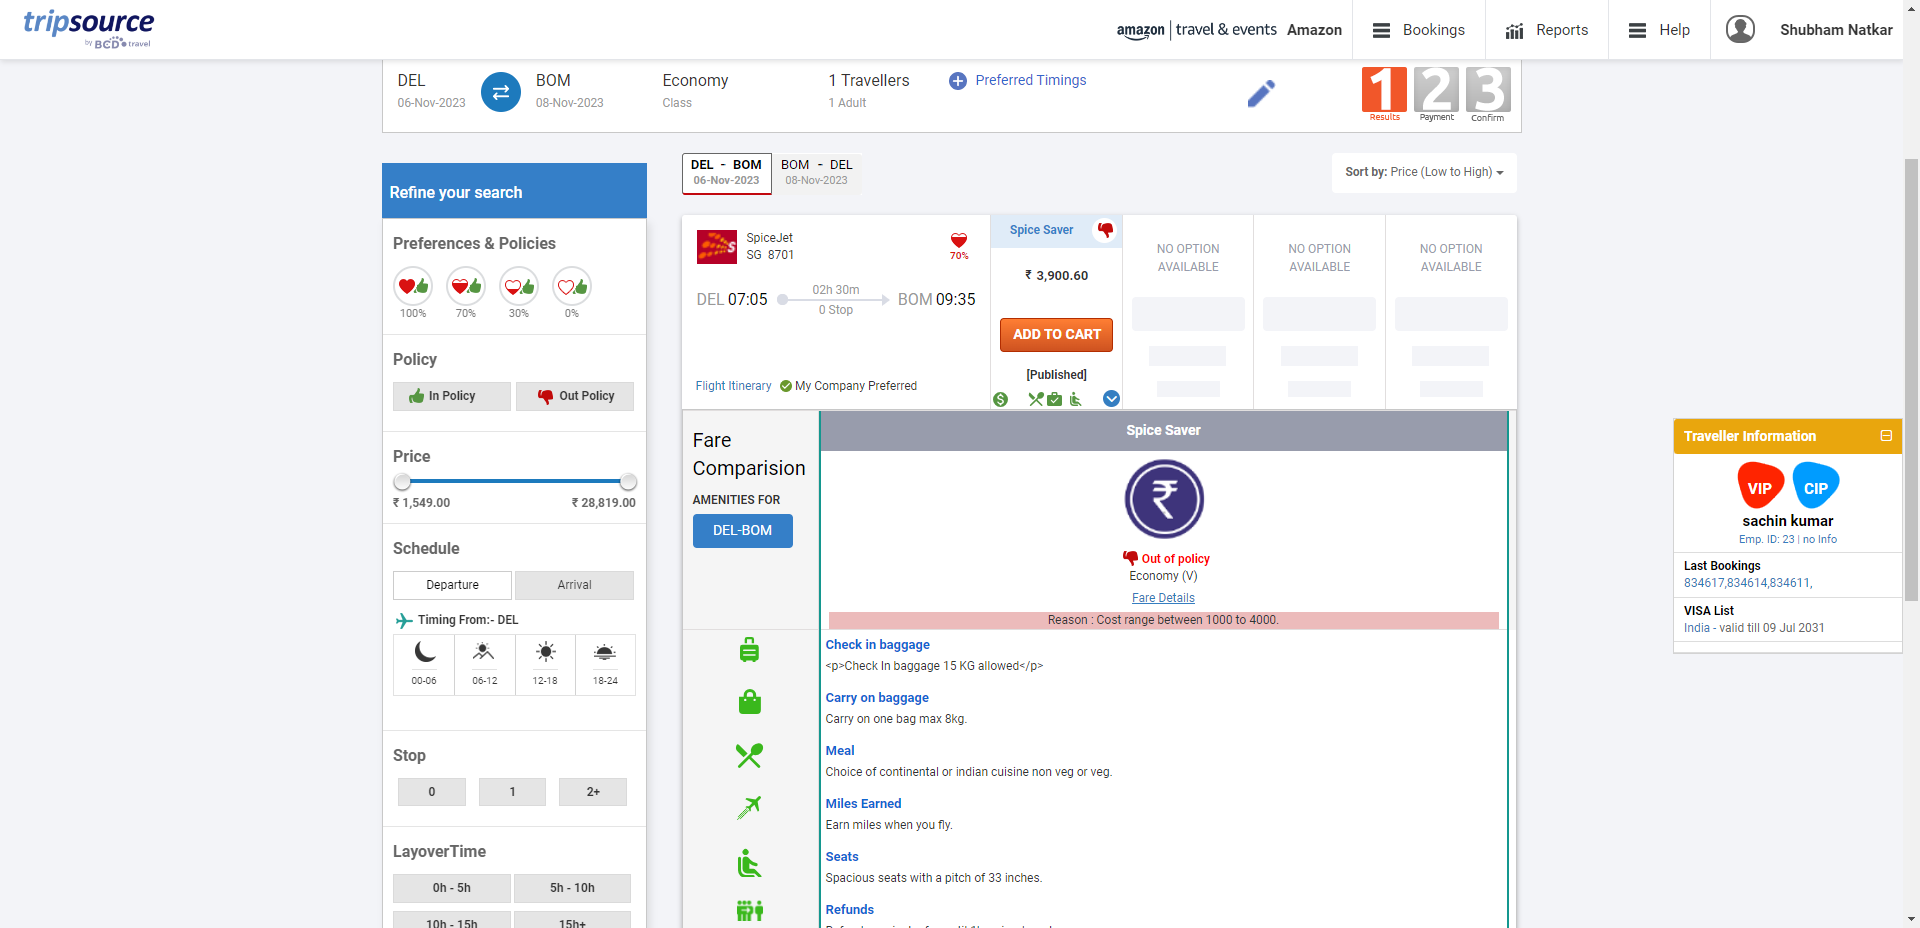 tripsource
by BCD travel
amazon | travel & events Amazon
Bookings
Reports
Help
Shubham Natkar
DEL
06-Nov-2023
BOM
08-Nov-2023
Economy
Class
1 Travellers
1 Adult
Preferred Timings
1 2 3
Results Payment Confirm
Refine your search
Preferences & Policies
100% 70% 30% 0%
Policy
In Policy
Out Policy
Price
₹ 1,549.00
₹ 28,819.00
Schedule
Departure
Arrival
Timing From:- DEL
00-06 06-12 12-18 18-24
Stop
0 1 2+
LayoverTime
0h - 5h
5h - 10h
10h - 15h
15h+
DEL - BOM
06-Nov-2023
BOM - DEL
08-Nov-2023
Sort by: Price (Low to High)
SpiceJet
SG 8701
70%
DEL 07:05
02h 30m
0 Stop
BOM 09:35
Flight Itinerary
My Company Preferred
Spice Saver
₹ 3,900.60
ADD TO CART
[Published]
NO OPTION
AVAILABLE
NO OPTION
AVAILABLE
NO OPTION
AVAILABLE
Fare
Comparision
AMENITIES FOR
DEL-BOM
Spice Saver
Out of policy
Economy (V)
Fare Details
Reason : Cost range between 1000 to 4000.
Check in baggage
<p>Check In baggage 15 KG allowed</p>
Carry on baggage
Carry on one bag max 8kg.
Meal
Choice of continental or indian cuisine non veg or veg.
Miles Earned
Earn miles when you fly.
Seats
Spacious seats with a pitch of 33 inches.
Refunds
Traveller Information
VIP CIP
sachin kumar
Emp. ID: 23 | no Info
Last Bookings
834617,834614,834611,
VISA List
India - valid till 09 Jul 2031